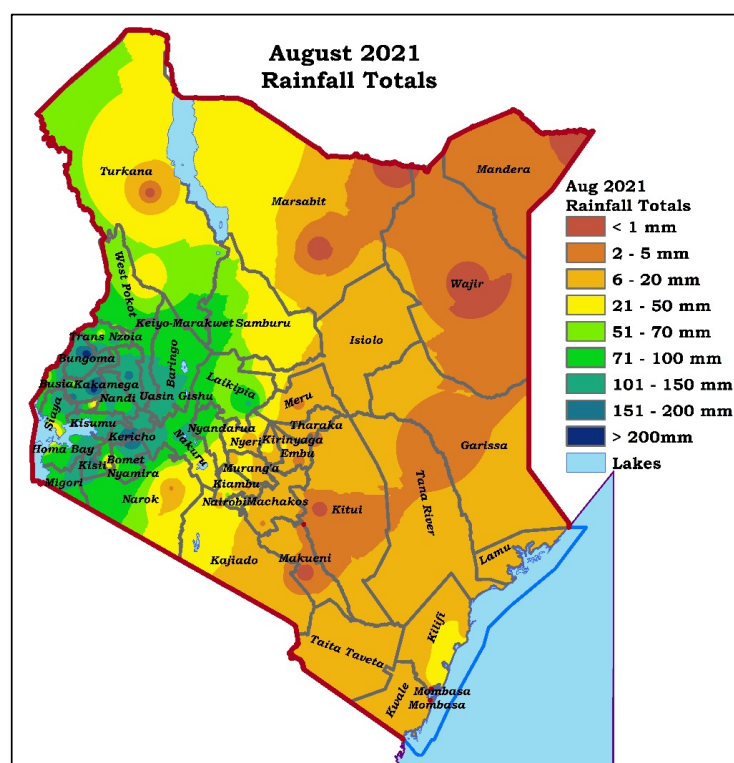 August 2021
Rainfall Totals
Turkana
Marsabit
Mandera
Wajir
West Pokot
Keiyo-Marakwet
Samburu
Isiolo
Trans Nzoia
Bungoma
Baringo
Busia
Kakamega
Nandi
Uasin Gishu
Laikipia
Meru
Siaya
Kisumu
Kericho
Nyandarua
Nyeri
Kirinyaga
Tharaka
Embu
Garissa
Homa Bay
Kisii
Bomet
Nyamira
Nakuru
Murang'a
Kiambu
Migori
Narok
Nairobi
Machakos
Kitui
Tana River
Kajiado
Makueni
Lamu
Taita Taveta
Kilifi
Kwale
Mombasa
Mombasa
Aug 2021
Rainfall Totals
< 1 mm
2 - 5 mm
6 - 20 mm
21 - 50 mm
51 - 70 mm
71 - 100 mm
101 - 150 mm
151 - 200 mm
> 200mm
Lakes